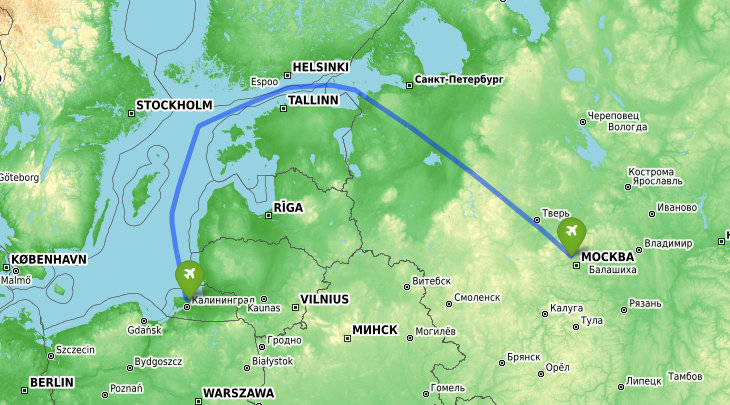 HELSINKI
Espoo
Санкт-Петербург
STOCKHOLM
TALLINN
Череповец
Вологда
Göteborg
Кострома
Ярославль
RĪGA
Иваново
Тверь
Владимир
KØBENHAVN
Malmö
МОСКВА
Балашиха
Витебск
Калининград
Kaunas
VILNIUS
Смоленск
Калуга
Рязань
Тула
Gdańsk
МИНСК
Могилёв
Гродно
Szczecin
Bydgoszcz
Białystok
Брянск
Орёл
BERLIN
Poznań
WARSZAWA
Гомель
Липецк
Тамбов